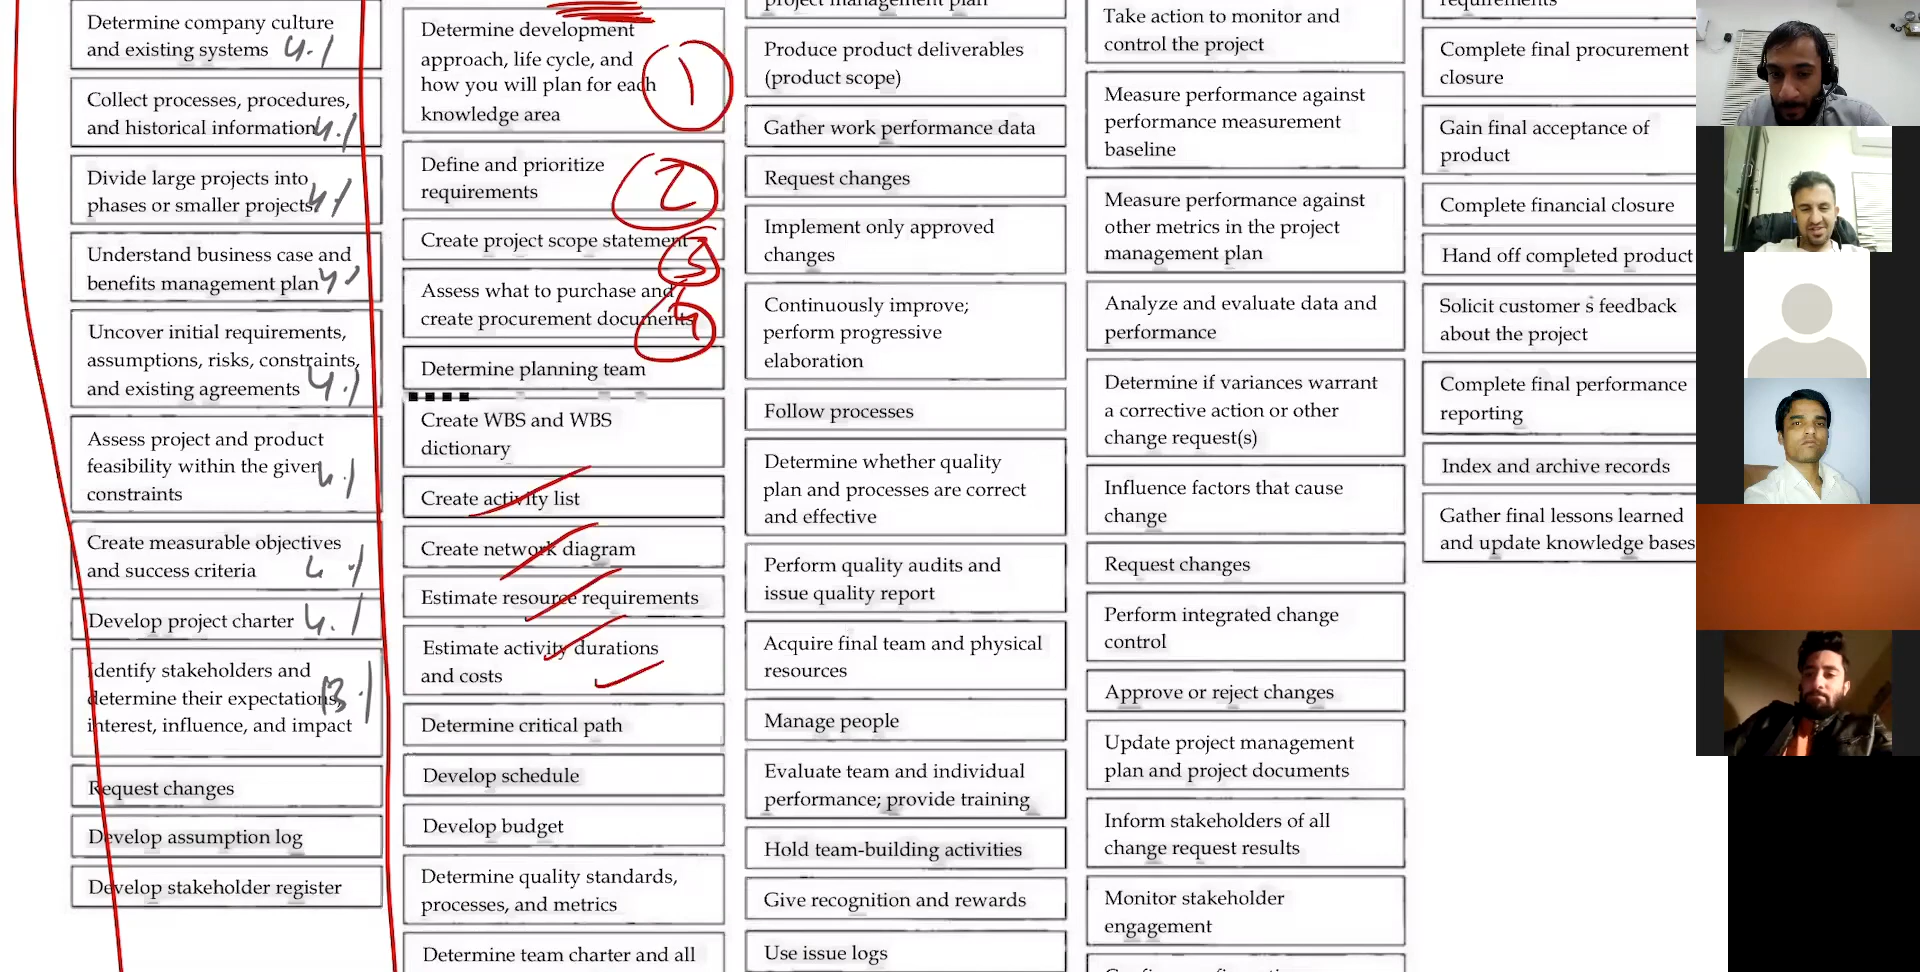 Determine company culture
and existing systems 4.1
Collect processes, procedures,
and historical information 4.1
Divide large projects into
phases or smaller projects 4.1
Understand business case and
benefits management plan
Uncover initial requirements,
assumptions, risks, constraints,
and existing agreements 4.1
Assess project and product
feasibility within the given 4.1
constraints
Create measurable objectives
and success criteria
Develop project charter 4.1
Identify stakeholders and
determine their expectations, 13.1
interest, influence, and impact
Request changes
Develop assumption log
Develop stakeholder register
Determine development
approach, life cycle, and
how you will plan for each
knowledge area
1
Define and prioritize
requirements
2
Create project scope statement
3
Assess what to purchase and
create procurement documents
4
Determine planning team
Create WBS and WBS
dictionary
Create activity list
Create network diagram
Estimate resource requirements
Estimate activity durations
and costs
Determine critical path
Develop schedule
Develop budget
Determine quality standards,
processes, and metrics
Determine team charter and all
project management plan
Produce product deliverables
(product scope)
Gather work performance data
Request changes
Implement only approved
changes
Continuously improve;
perform progressive
elaboration
Follow processes
Determine whether quality
plan and processes are correct
and effective
Perform quality audits and
issue quality report
Acquire final team and physical
resources
Manage people
Evaluate team and individual
performance; provide training
Hold team-building activities
Give recognition and rewards
Use issue logs
Take action to monitor and
control the project
Measure performance against
performance measurement
baseline
Measure performance against
other metrics in the project
management plan
Analyze and evaluate data and
performance
Determine if variances warrant
a corrective action or other
change request(s)
Influence factors that cause
change
Request changes
Perform integrated change
control
Approve or reject changes
Update project management
plan and project documents
Inform stakeholders of all
change request results
Monitor stakeholder
engagement
requirements
Complete final procurement
closure
Gain final acceptance of
product
Complete financial closure
Hand off completed product
Solicit customer s feedback
about the project
Complete final performance
reporting
Index and archive records
Gather final lessons learned
and update knowledge bases